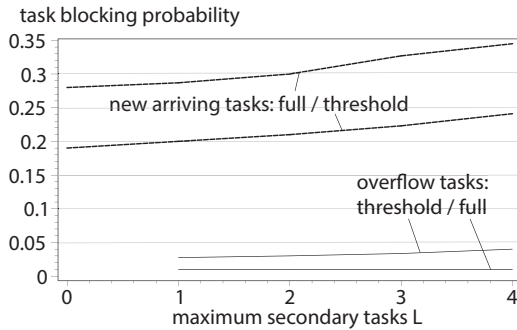 task blocking probability
0.35
0.3
0.25
new arriving tasks: full / threshold
0.2
0.15
overflow tasks:
threshold / full
0.1
0.05
0
0 1 2 3 4
maximum secondary tasks L